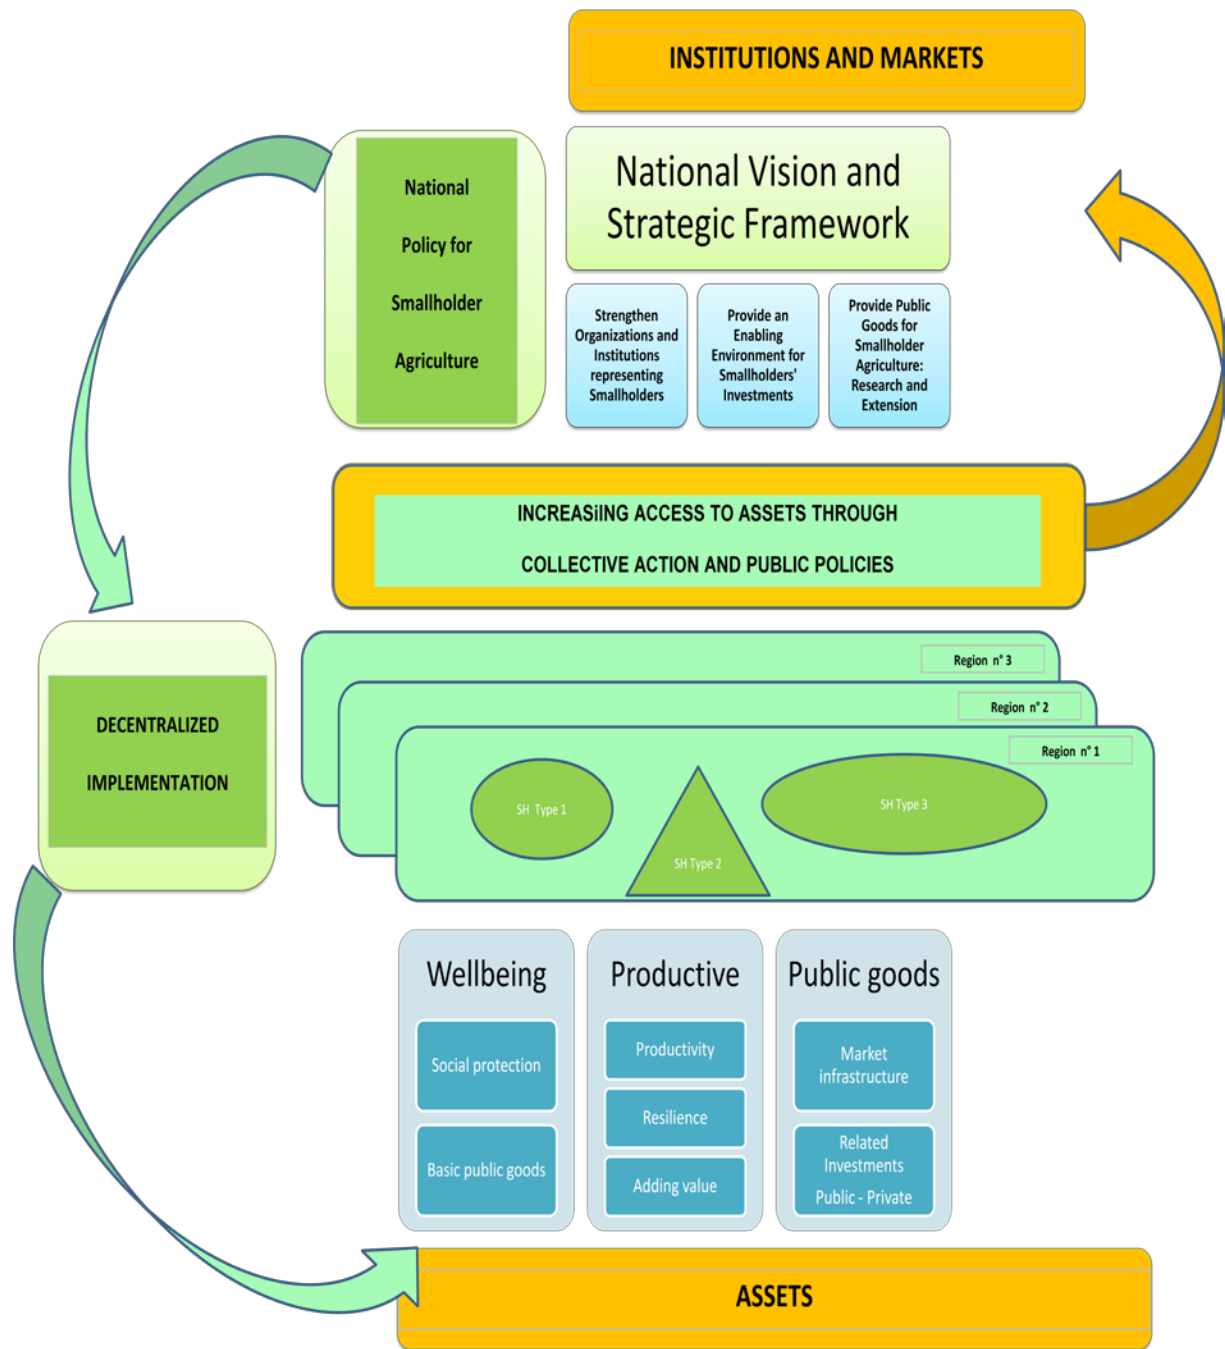 INSTITUTIONS AND MARKETS
National
Policy for
Smallholder
Agriculture
National Vision and
Strategic Framework
Strengthen
Organizations and
Institutions
representing
Smallholders
Provide an
Enabling
Environment for
Smallholders'
Investments
Provide Public
Goods for
Smallholder
Agriculture:
Research and
Extension
INCREASiING ACCESS TO ASSETS THROUGH
COLLECTIVE ACTION AND PUBLIC POLICIES
DECENTRALIZED
IMPLEMENTATION
Region n° 3
Region n° 2
Region n° 1
SH Type 1
SH Type 2
SH Type 3
Wellbeing
Social protection
Basic public goods
Productive
Productivity
Resilience
Adding value
Public goods
Market
infrastructure
Related
Investments
Public - Private
ASSETS